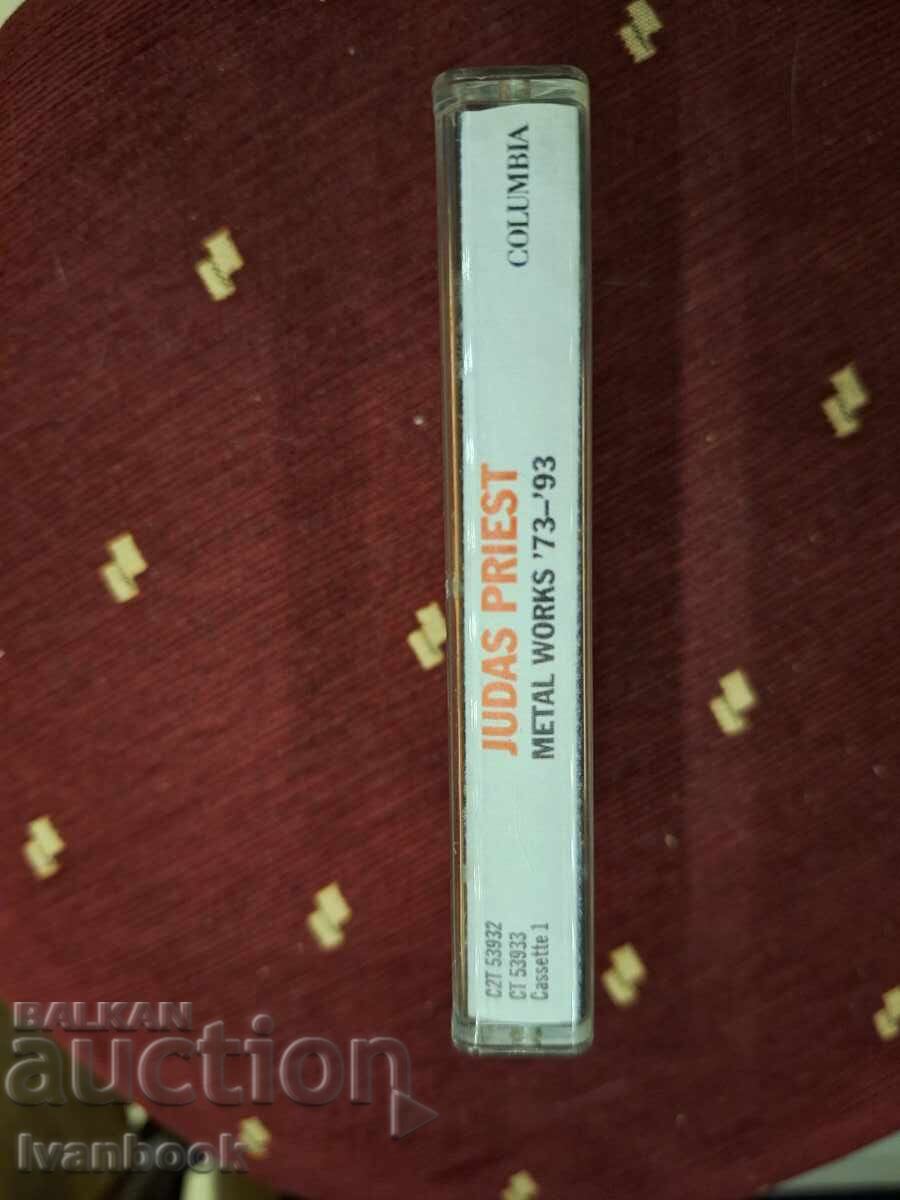 C2T 53932
CT 53933
Cassette 1
JUDAS PRIEST
METAL WORKS '73-'93
COLUMBIA
BALKAN
auction
Ivanbook